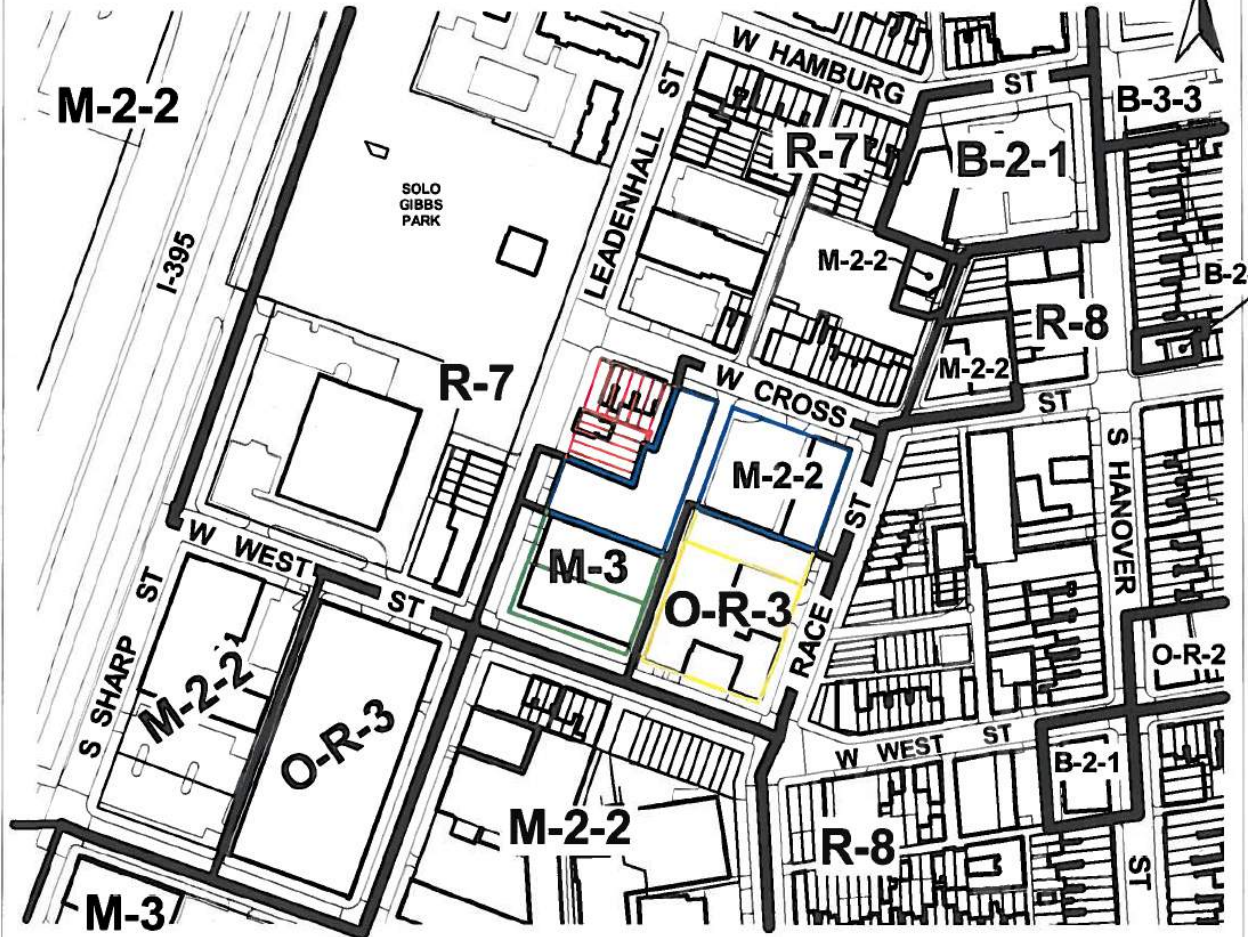 W HAMBURG
ST
M-2-2
B-3-3
R-7
B-2-1
SOLO
GIBBS
PARK
LEADENHALL ST
I-395
M-2-2
B-2
R-8
M-2-2
R-7
W CROSS
ST
M-2-2
S HANOVER
W WEST
ST
M-3
O-R-3
RACE ST
O-R-2
S SHARP ST
M-2-2
O-R-3
W WEST ST
B-2-1
M-2-2
R-8
ST
M-3